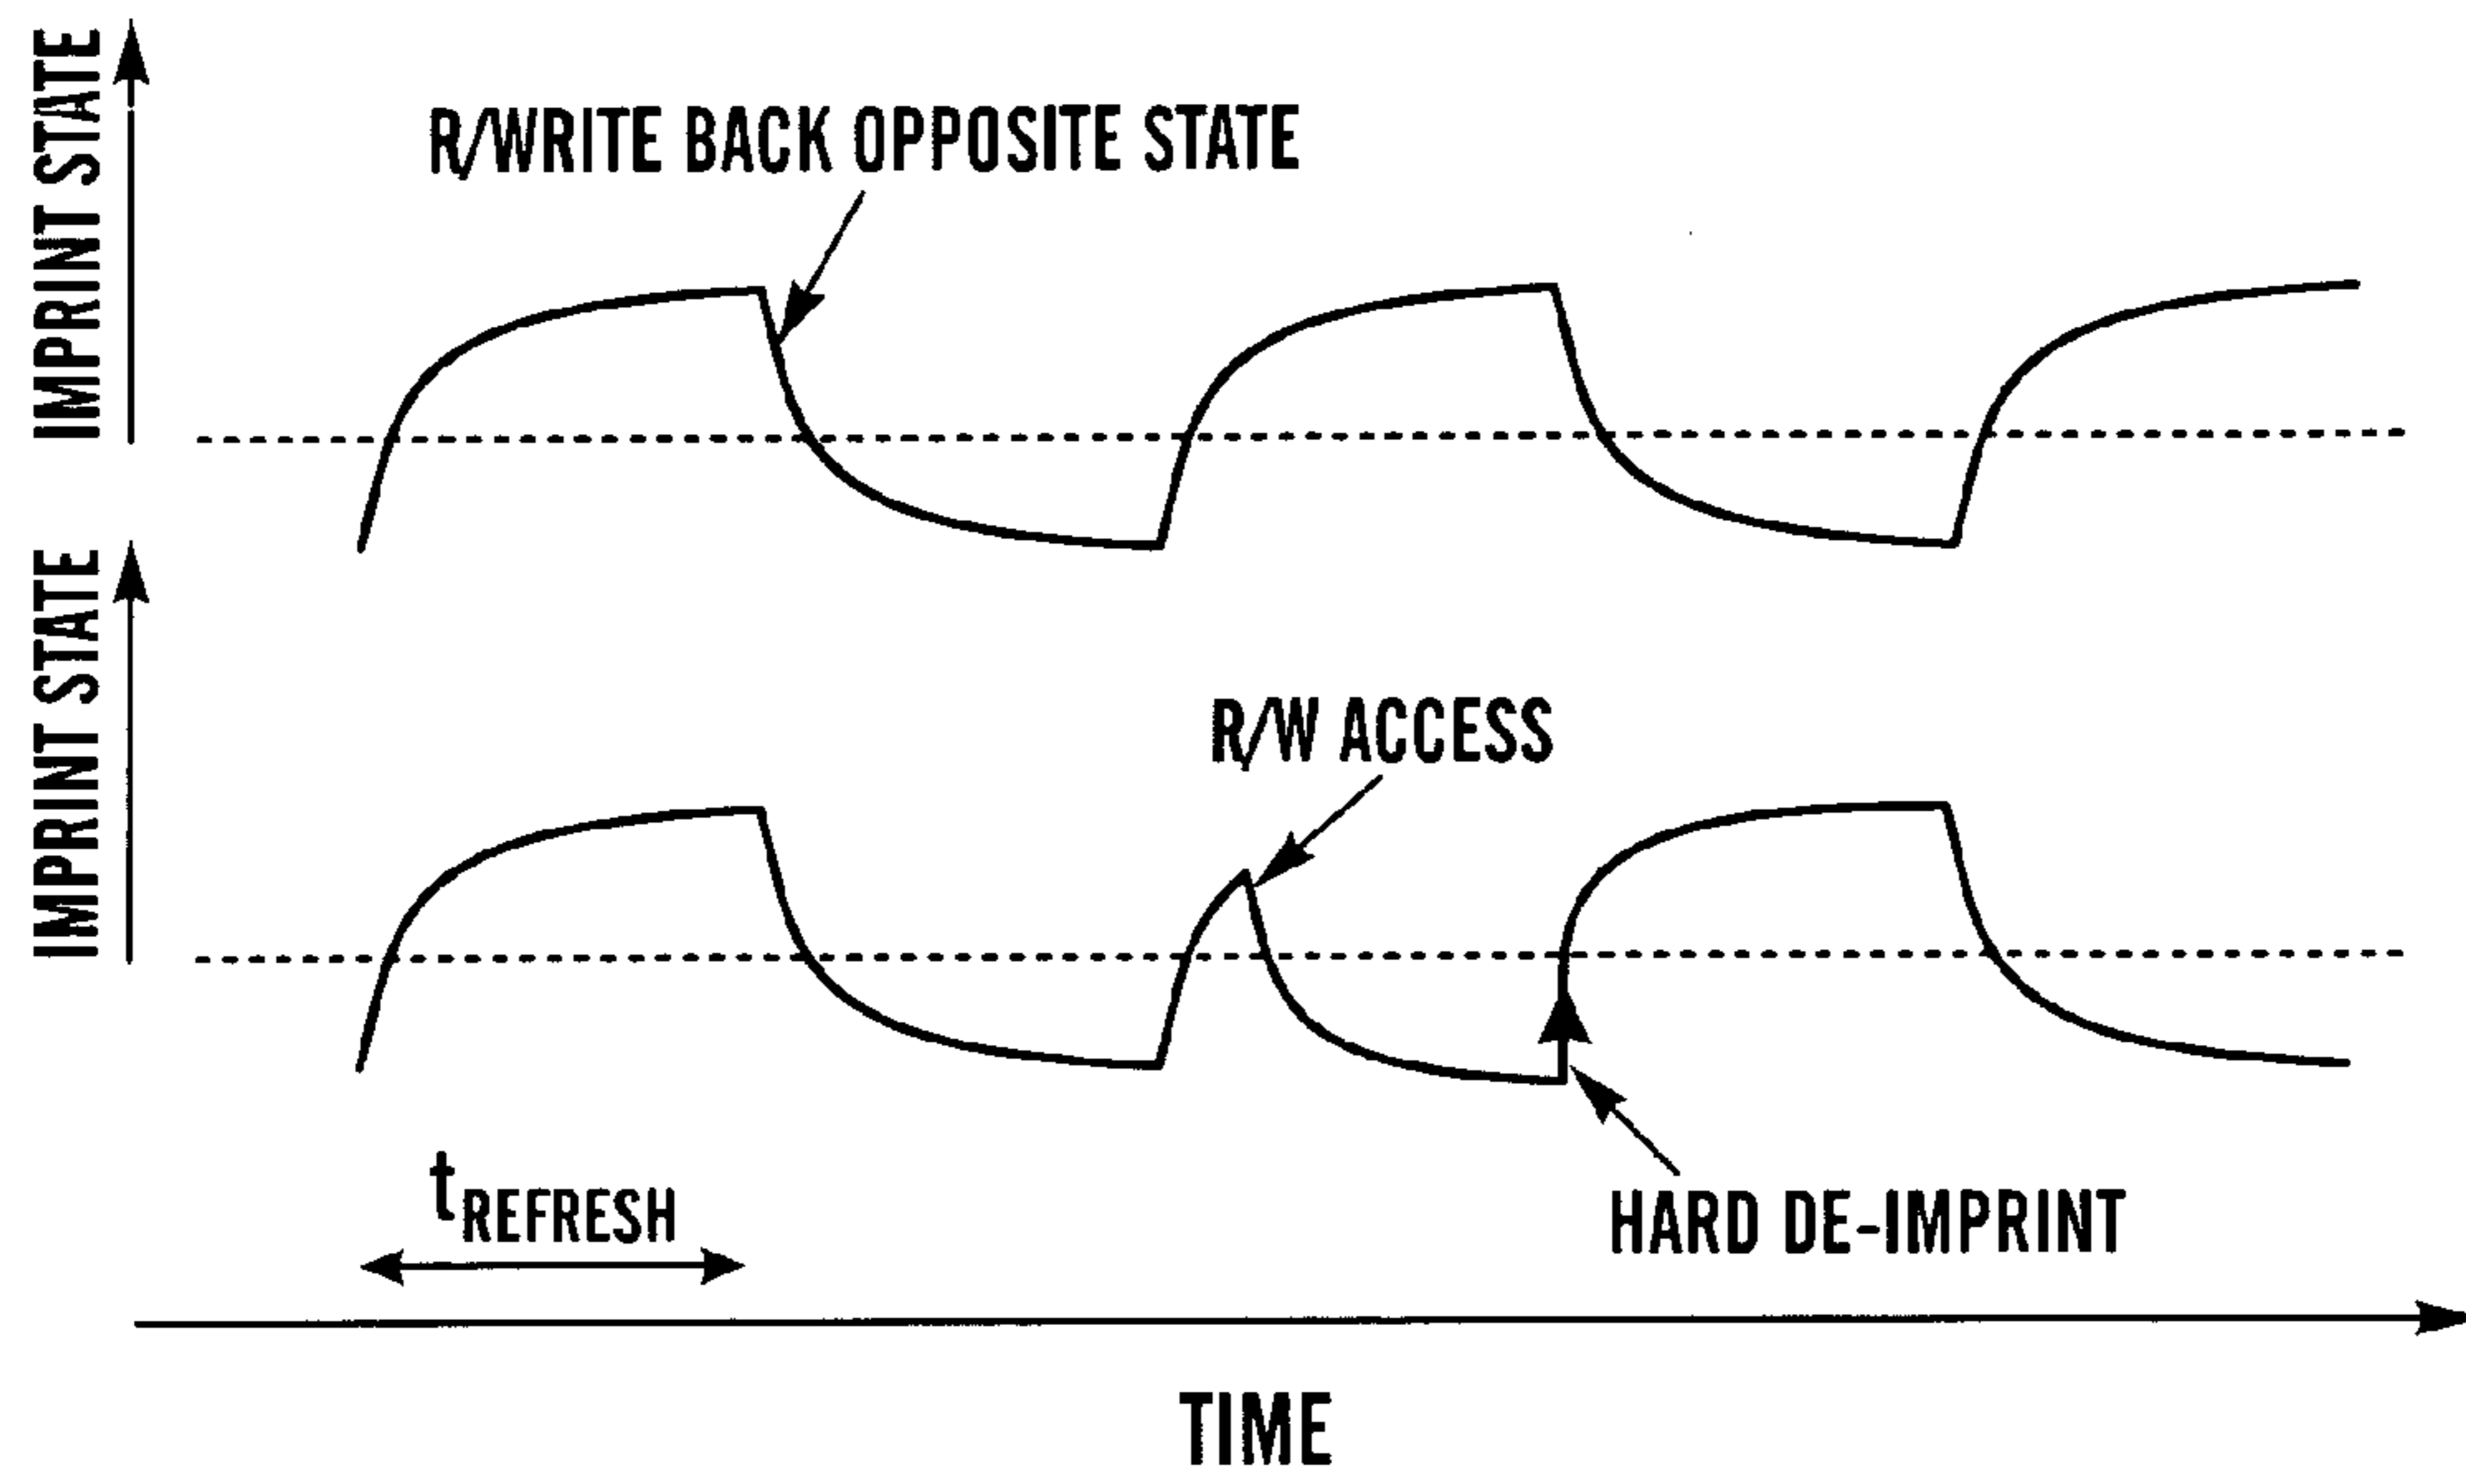 IMPRINT STATE
R/WRITE BACK OPPOSITE STATE
IMPRINT STATE
R/W ACCESS
tREFRESH
HARD DE-IMPRINT
TIME